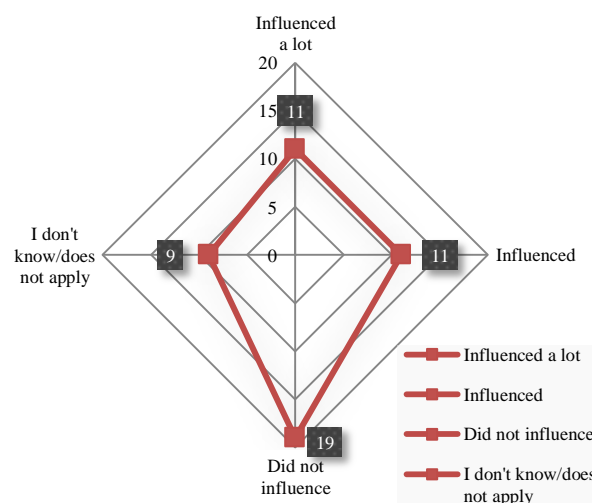 Influenced
a lot
20
15
11
10
5
0
I don't
know/does
not apply
9
11
Influenced
19
Did not
influence
Influenced a lot
Influenced
Did not influence
I don't know/does
not apply